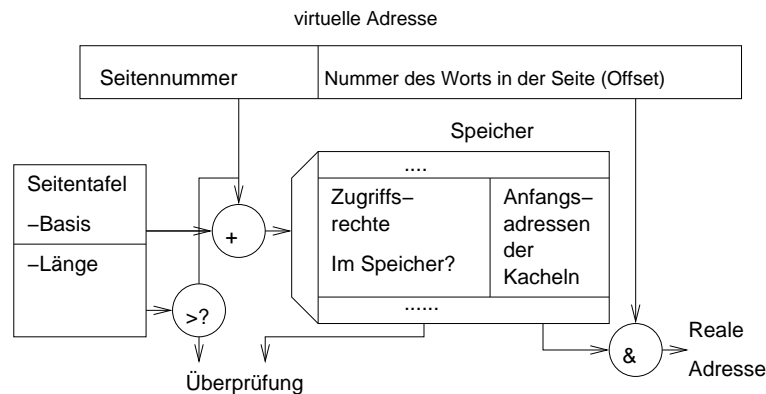 virtuelle Adresse
Seitennummer
Nummer des Worts in der Seite (Offset)
Speicher
....
Seitentafel
–Basis
–Länge
+
>?
Zugriffs–
rechte
Im Speicher?
Anfangs–
adressen
der
Kacheln
......
&
Reale
Adresse
Überprüfung